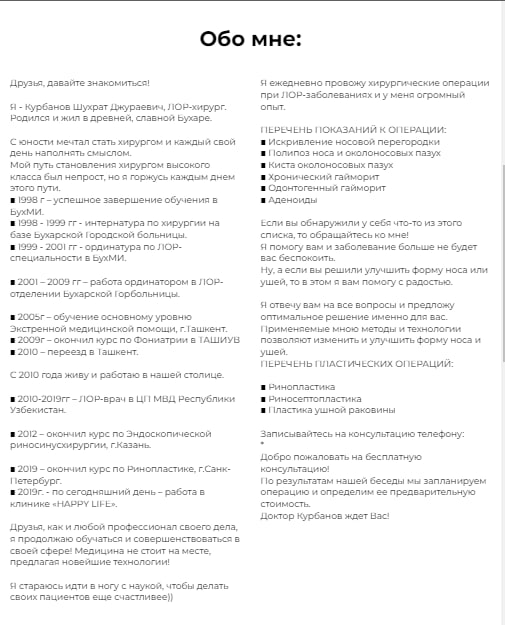 Обо мне:
Друзья, давайте знакомиться!
Я - Курбанов Шухрат Джураевич, ЛОР-хирург.
Родился и жил в древней, славной Бухаре.
С юности мечтал стать хирургом и каждый свой
день наполнять смыслом.
Мой путь становления хирургом высокого
класса был непрост, но я горжусь каждым днем
этого пути.
■ 1998 г – успешное завершение обучения в
БухМИ.
■ 1998 - 1999 гг - интернатура по хирургии на
базе Бухарской Городской больницы.
■ 1999 - 2001 гг - ординатура по ЛОР-
специальности в БухМИ.
■ 2001 – 2009 гг – работа ординатором в ЛОР-
отделении Бухарской Горбольницы.
■ 2005г – обучение основному уровню
Экстренной медицинской помощи, г.Ташкент.
■ 2009г – окончил курс по Фониатрии в ТАШИУВ
■ 2010 – переезд в Ташкент.
С 2010 года живу и работаю в нашей столице.
■ 2010-2019гг – ЛОР-врач в ЦП МВД Республики
Узбекистан.
■ 2012 – окончил курс по Эндоскопической
риносинусхирургии, г.Казань.
■ 2019 – окончил курс по Ринопластике, г.Санк-
Петербург.
■ 2019г. - по сегодняшний день – работа в
клинике «HAPPY LIFE».
Друзья, как и любой профессионал своего дела,
я продолжаю обучаться и совершенствоваться в
своей сфере! Медицина не стоит на месте,
предлагая новейшие технологии!
Я стараюсь идти в ногу с наукой, чтобы делать
своих пациентов еще счастливее))
Я ежедневно провожу хирургические операции
при ЛОР-заболеваниях и у меня огромный
опыт.
ПЕРЕЧЕНЬ ПОКАЗАНИЙ К ОПЕРАЦИИ:
■ Искривление носовой перегородки
■ Полипоз носа и околоносовых пазух
■ Киста околоносовых пазух
■ Хронический гайморит
■ Одонтогенный гайморит
■ Аденоиды
Если вы обнаружили у себя что-то из этого
списка, то обращайтесь ко мне!
Я помогу вам и заболевание больше не будет
вас беспокоить.
Ну, а если вы решили улучшить форму носа или
ушей, то в этом я вам помогу с радостью.
Я отвечу вам на все вопросы и предложу
оптимальное решение именно для вас.
Применяемые мною методы и технологии
позволяют изменить и улучшить форму носа и
ушей.
ПЕРЕЧЕНЬ ПЛАСТИЧЕСКИХ ОПЕРАЦИЙ:
■ Ринопластика
■ Риносептопластика
■ Пластика ушной раковины
Записывайтесь на консультацию телефону:
*
Добро пожаловать на бесплатную
консультацию!
По результатам нашей беседы мы запланируем
операцию и определим ее предварительную
стоимость.
Доктор Курбанов ждет Вас!